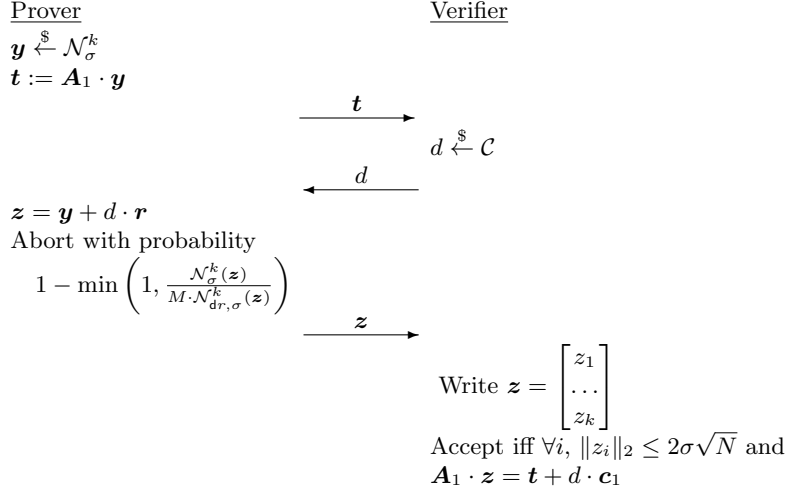 Prover Verifier
y $← N_σ^k
t := A_1 · y
t
d $← C
d
z = y + d · r
Abort with probability
1 − min(1, N_σ^k(z) / M·N_{dr,σ}^k(z))
z
Write z = [z_1 … z_k]
Accept iff ∀i, ‖z_i‖_2 ≤ 2σ√N and
A_1 · z = t + d · c_1